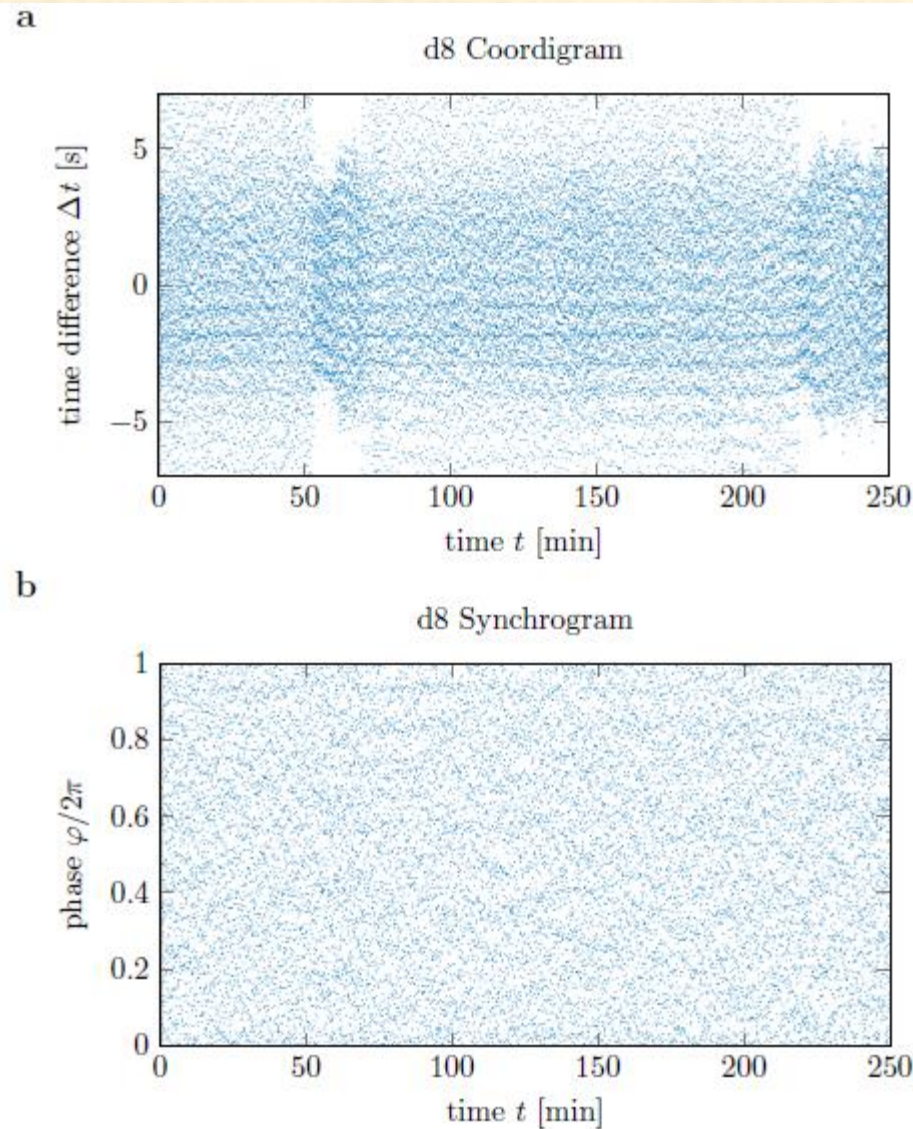 a
d8 Coordigram
time difference Δt [s]
5
0
−5
0 50 100 150 200 250
time t [min]
b
d8 Synchrogram
phase φ/2π
1
0.8
0.6
0.4
0.2
0
0 50 100 150 200 250
time t [min]